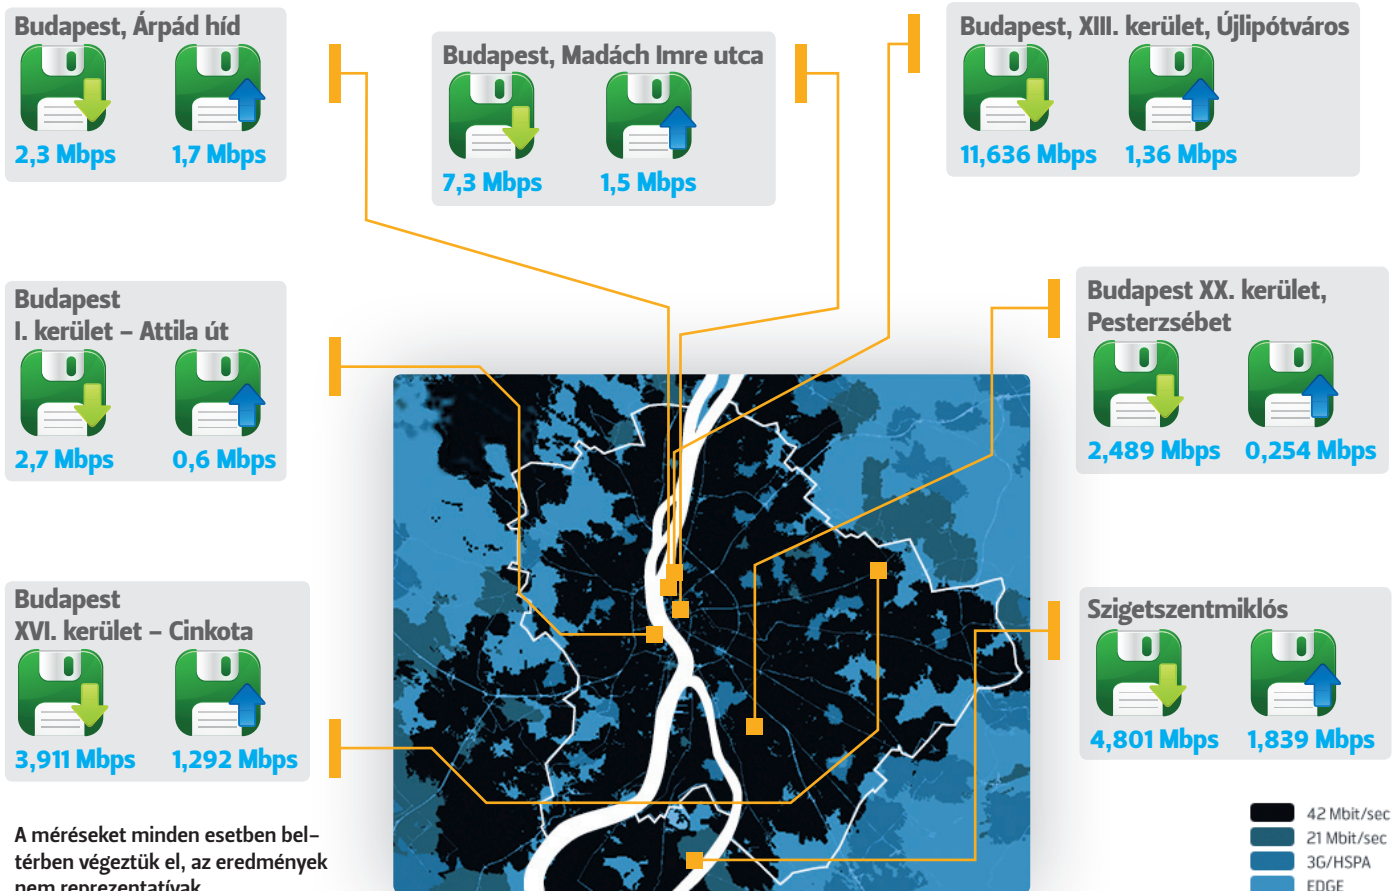 Budapest, Árpád híd
2,3 Mbps 1,7 Mbps
Budapest, Madách Imre utca
7,3 Mbps 1,5 Mbps
Budapest, XIII. kerület, Újlipótváros
11,636 Mbps 1,36 Mbps
Budapest
I. kerület – Attila út
2,7 Mbps 0,6 Mbps
Budapest XX. kerület,
Pesterzsébet
2,489 Mbps 0,254 Mbps
Budapest
XVI. kerület – Cinkota
3,911 Mbps 1,292 Mbps
Szigetszentmiklós
4,801 Mbps 1,839 Mbps
A méréseket minden esetben bel–
térben végeztük el, az eredmények
nem reprezentatívak
42 Mbit/sec
21 Mbit/sec
3G/HSPA
EDGE